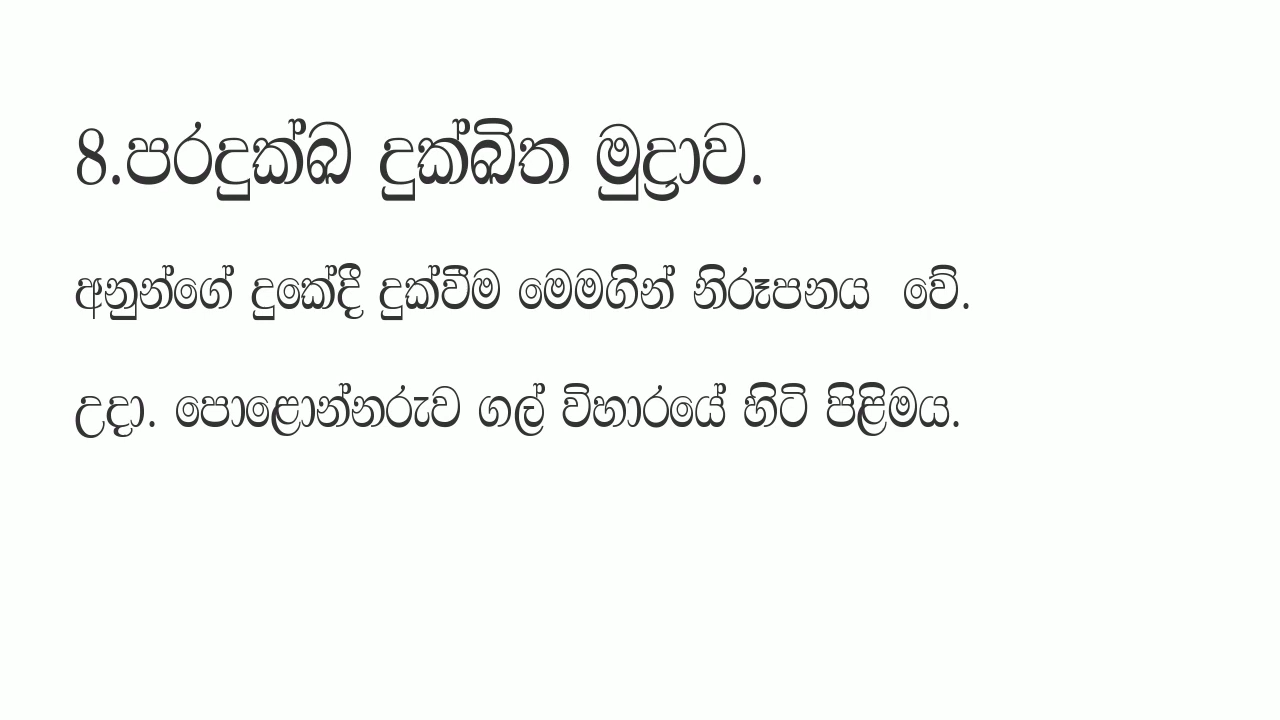 8.පරදුක්ඛ දුක්ඛිත මුද්‍රාව.
අනුන්ගේ දුකේදී දුක්වීම මෙමගින් නිරූපනය  වේ.
උදා. පොළොන්නරුව ගල් විහාරයේ හිටි පිළිමය.